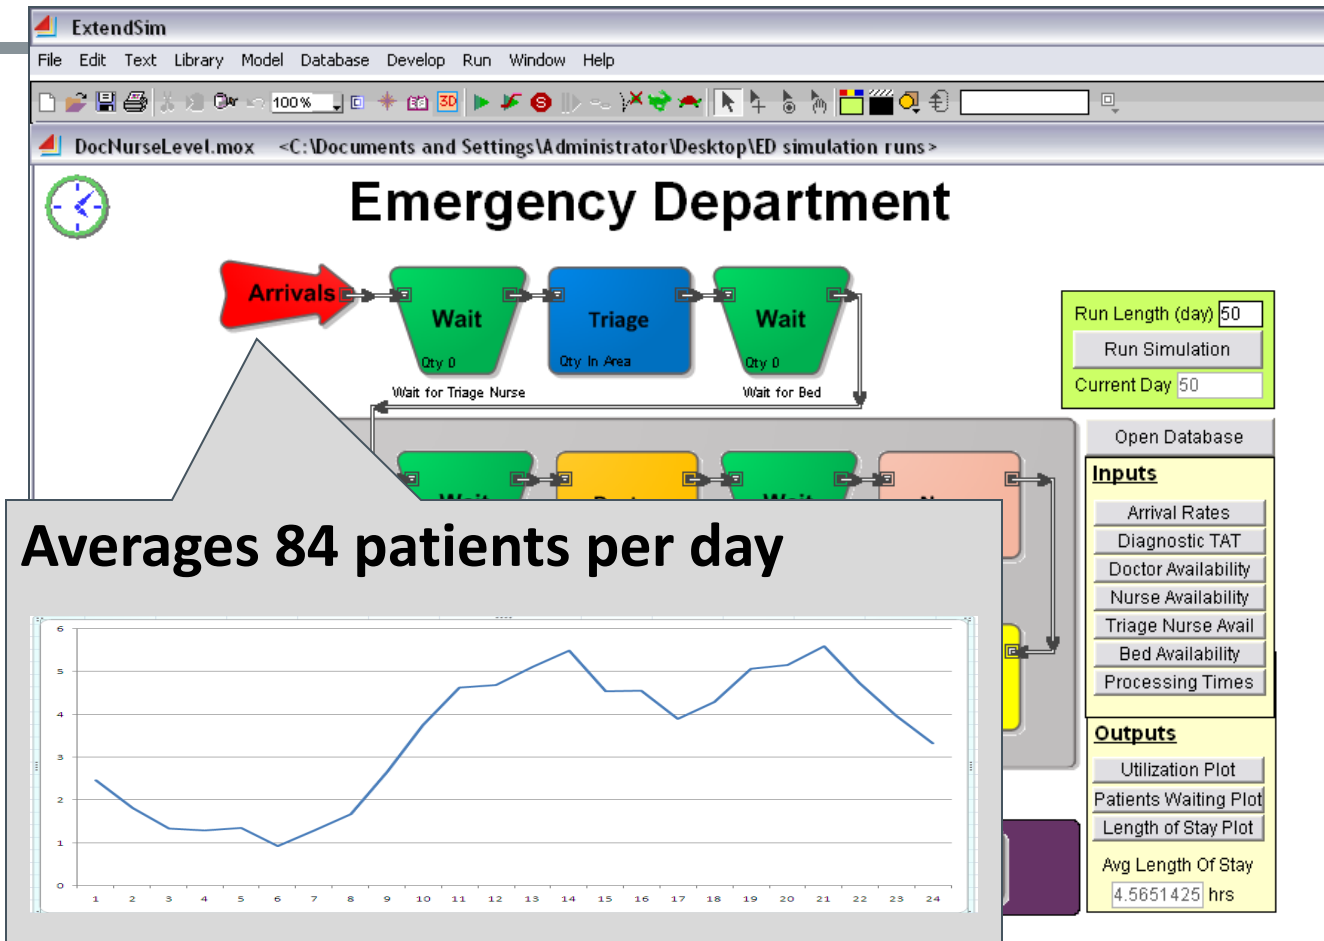 ExtendSim
File Edit Text Library Model Database Develop Run Window Help
100% 3D S
DocNurseLevel.mox <C:\Documents and Settings\Administrator\Desktop\ED simulation runs>
Emergency Department
Arrivals
Wait
Qty 0
Wait for Triage Nurse
Triage
Qty In Area
Wait
Qty 0
Wait for Bed
Run Length (day) 50
Run Simulation
Current Day 50
Open Database
Inputs
Arrival Rates
Diagnostic TAT
Doctor Availability
Nurse Availability
Triage Nurse Avail
Bed Availability
Processing Times
Outputs
Utilization Plot
Patients Waiting Plot
Length of Stay Plot
Avg Length Of Stay
4.5651425 hrs
Averages 84 patients per day
6
5
4
3
2
1
0
1 2 3 4 5 6 7 8 9 10 11 12 13 14 15 16 17 18 19 20 21 22 23 24